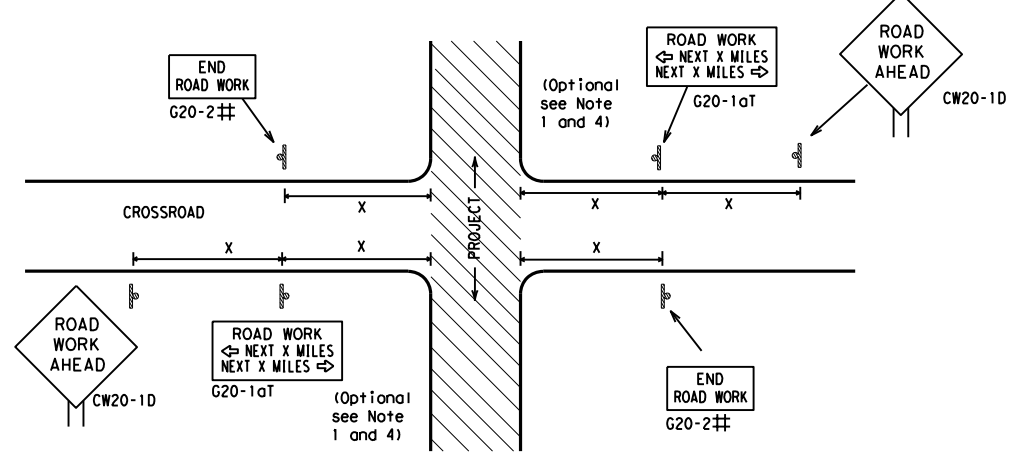 ROAD WORK
⇦ NEXT X MILES
NEXT X MILES ⇨
G20-1aT
ROAD
WORK
AHEAD
CW20-1D
END
ROAD WORK
G20-2#
(Optional
see Note
1 and 4)
X
X
X
CROSSROAD
PROJECT
X
X
X
ROAD
WORK
AHEAD
CW20-1D
ROAD WORK
⇦ NEXT X MILES
NEXT X MILES ⇨
G20-1aT
(Optional
see Note
1 and 4)
END
ROAD WORK
G20-2#